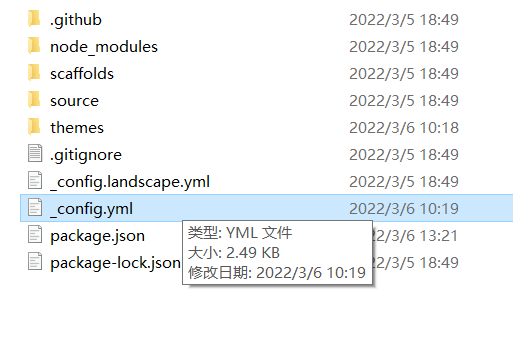 .github 2022/3/5 18:49
node_modules 2022/3/5 18:49
scaffolds 2022/3/5 18:49
source 2022/3/5 18:49
themes 2022/3/6 10:18
.gitignore 2022/3/5 18:49
_config.landscape.yml 2022/3/5 18:49
_config.yml 2022/3/6 10:19
package.json 2022/3/6 13:21
package-lock.json 2022/3/5 18:49
类型: YML 文件
大小: 2.49 KB
修改日期: 2022/3/6 10:19